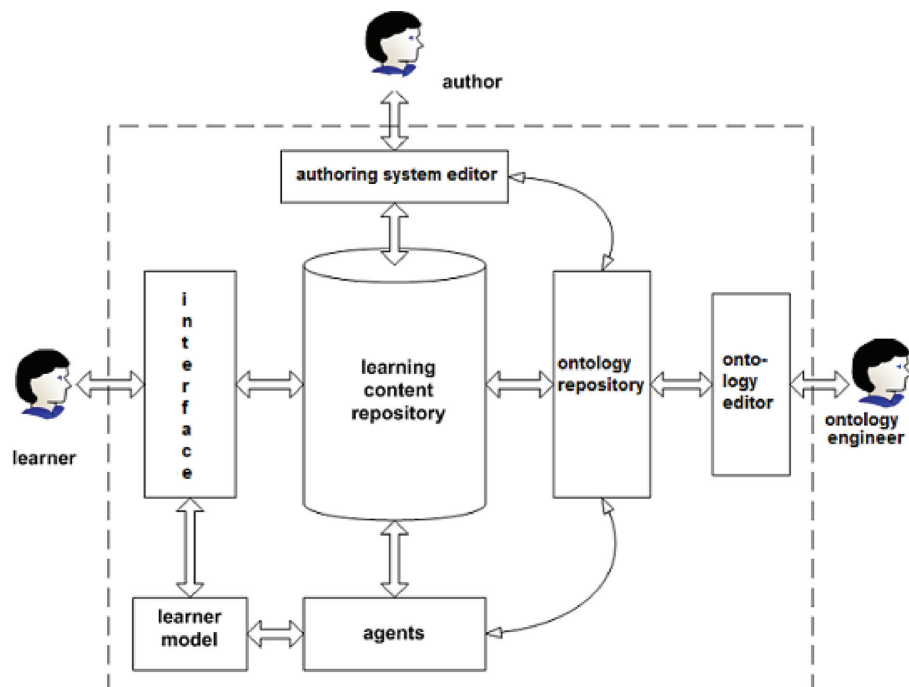 author
authoring system editor
i
n
t
e
r
f
a
c
e
learning
content
repository
ontology
repository
onto-
logy
editor
learner
ontology
engineer
learner
model
agents